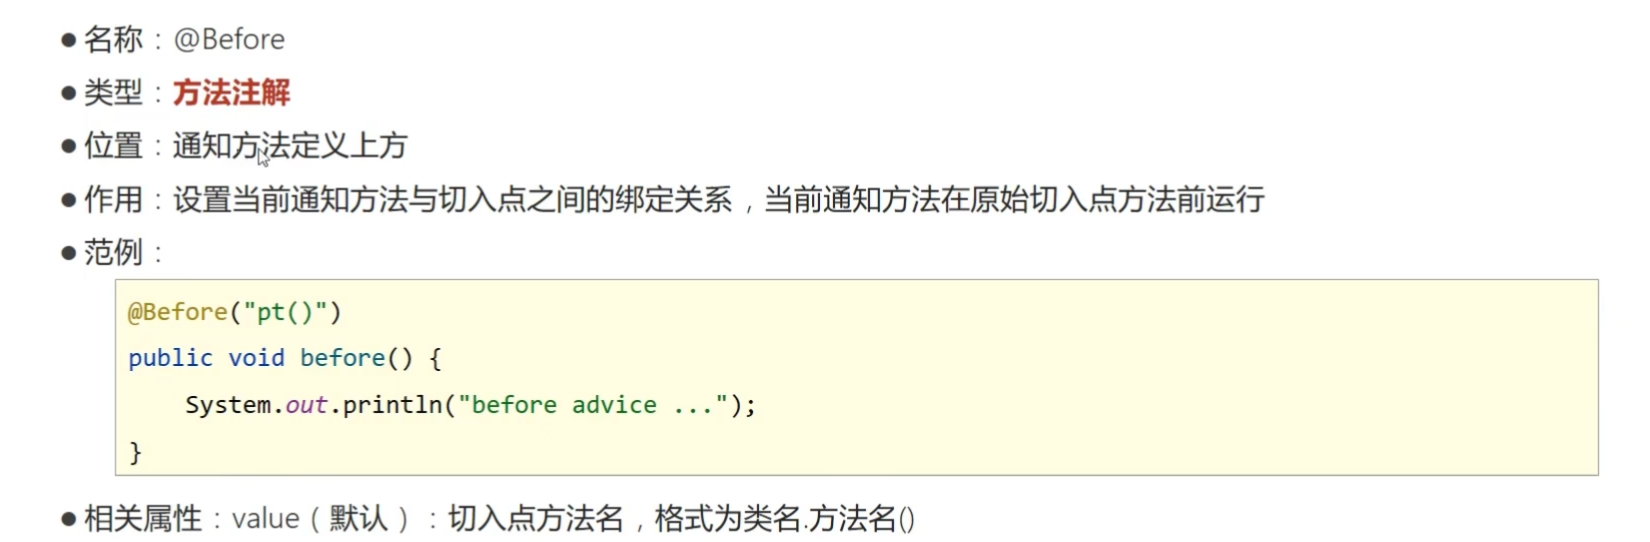 ●名称：@Before
●类型：方法注解
●位置：通知方法定义上方
●作用：设置当前通知方法与切入点之间的绑定关系，当前通知方法在原始切入点方法前运行
●范例：
@Before("pt()")
public void before() {
    System.out.println("before advice ...");
}
●相关属性：value（默认）：切入点方法名，格式为类名.方法名()